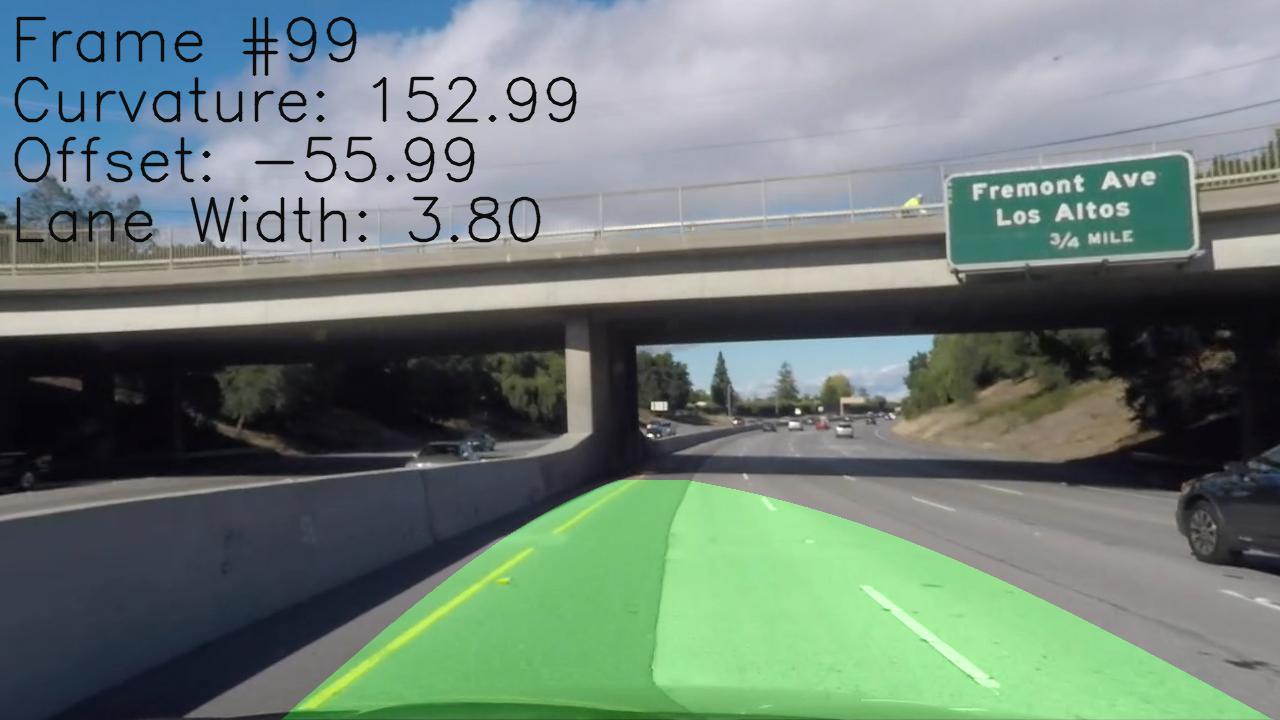 Frame #99
Curvature: 152.99
Offset: -55.99
Lane Width: 3.80
Fremont Ave
Los Altos
3/4 MILE